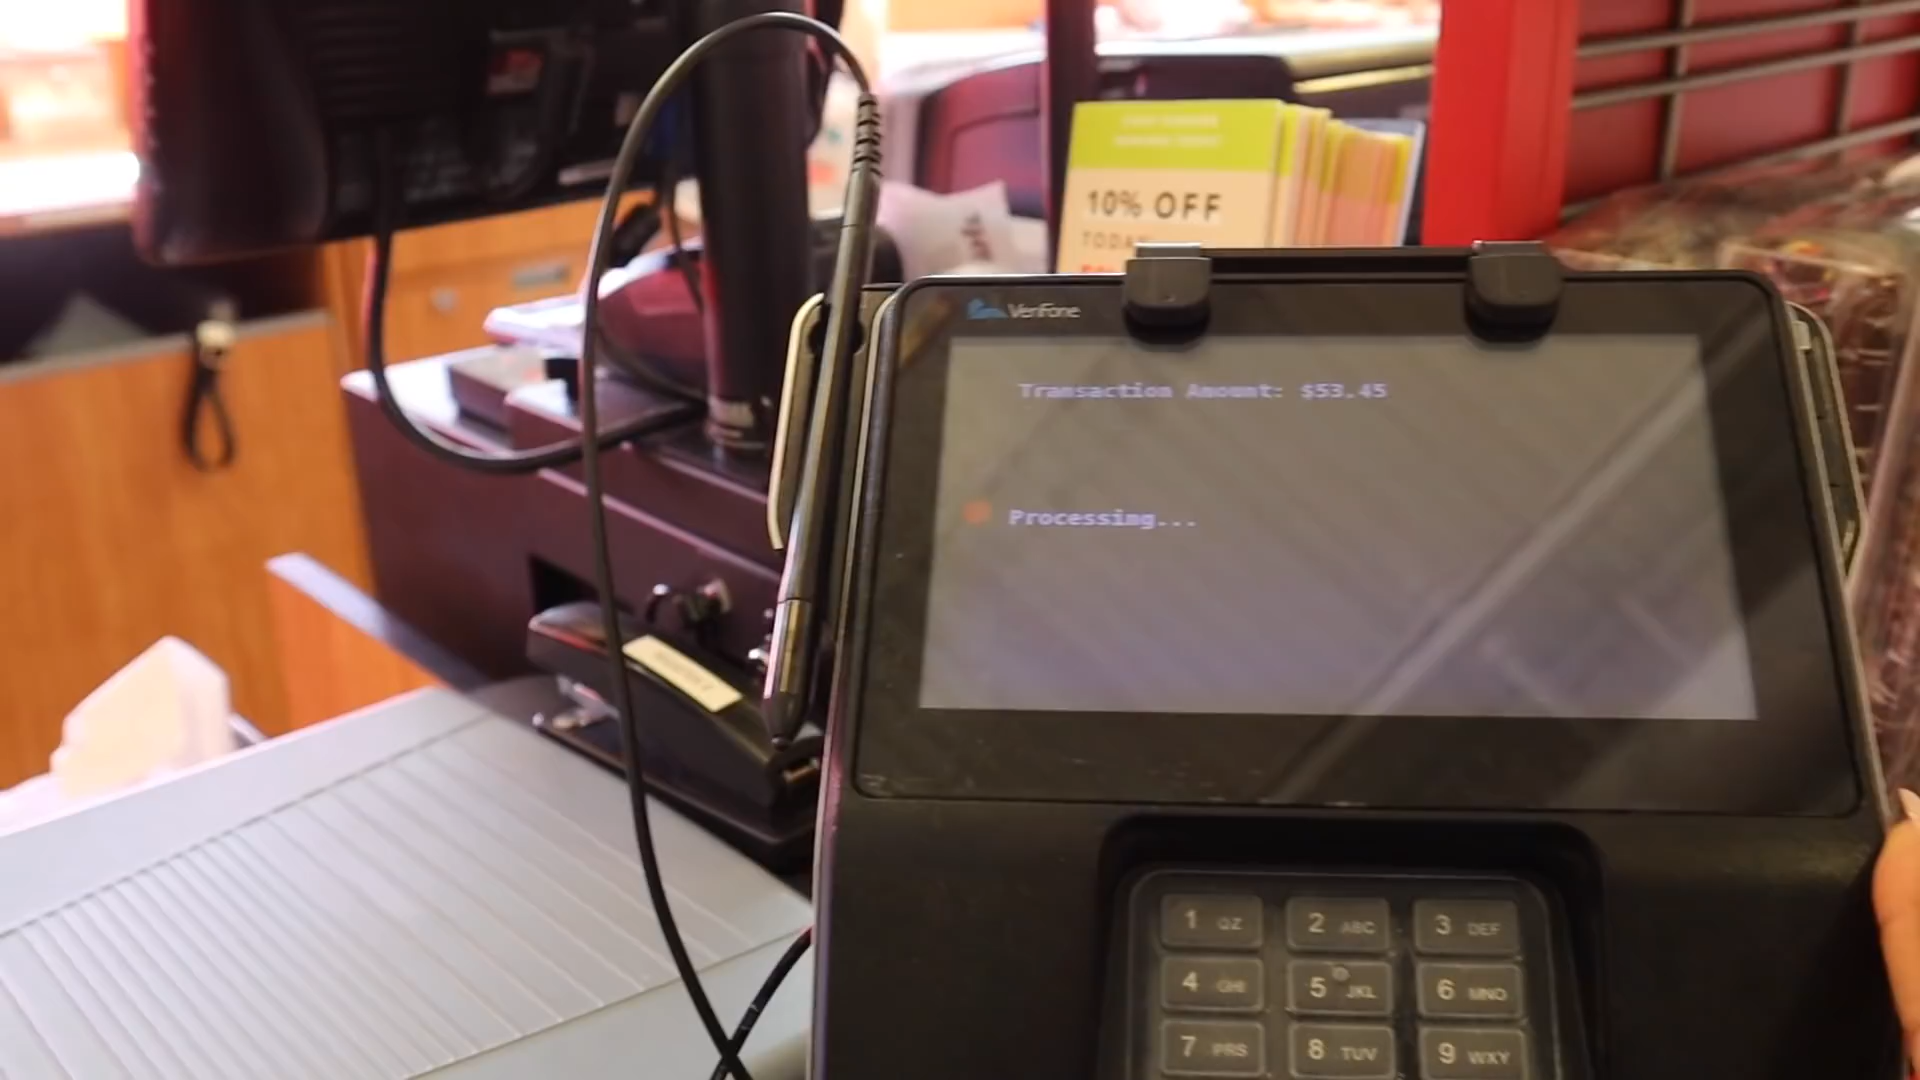 10% OFF
TODAY
VeriFone
Transaction Amount: $53.45
Processing...
1 QZ 2 ABC 3 DEF
4 GHI 5 JKL 6 MNO
7 PRS 8 TUV 9 WXY